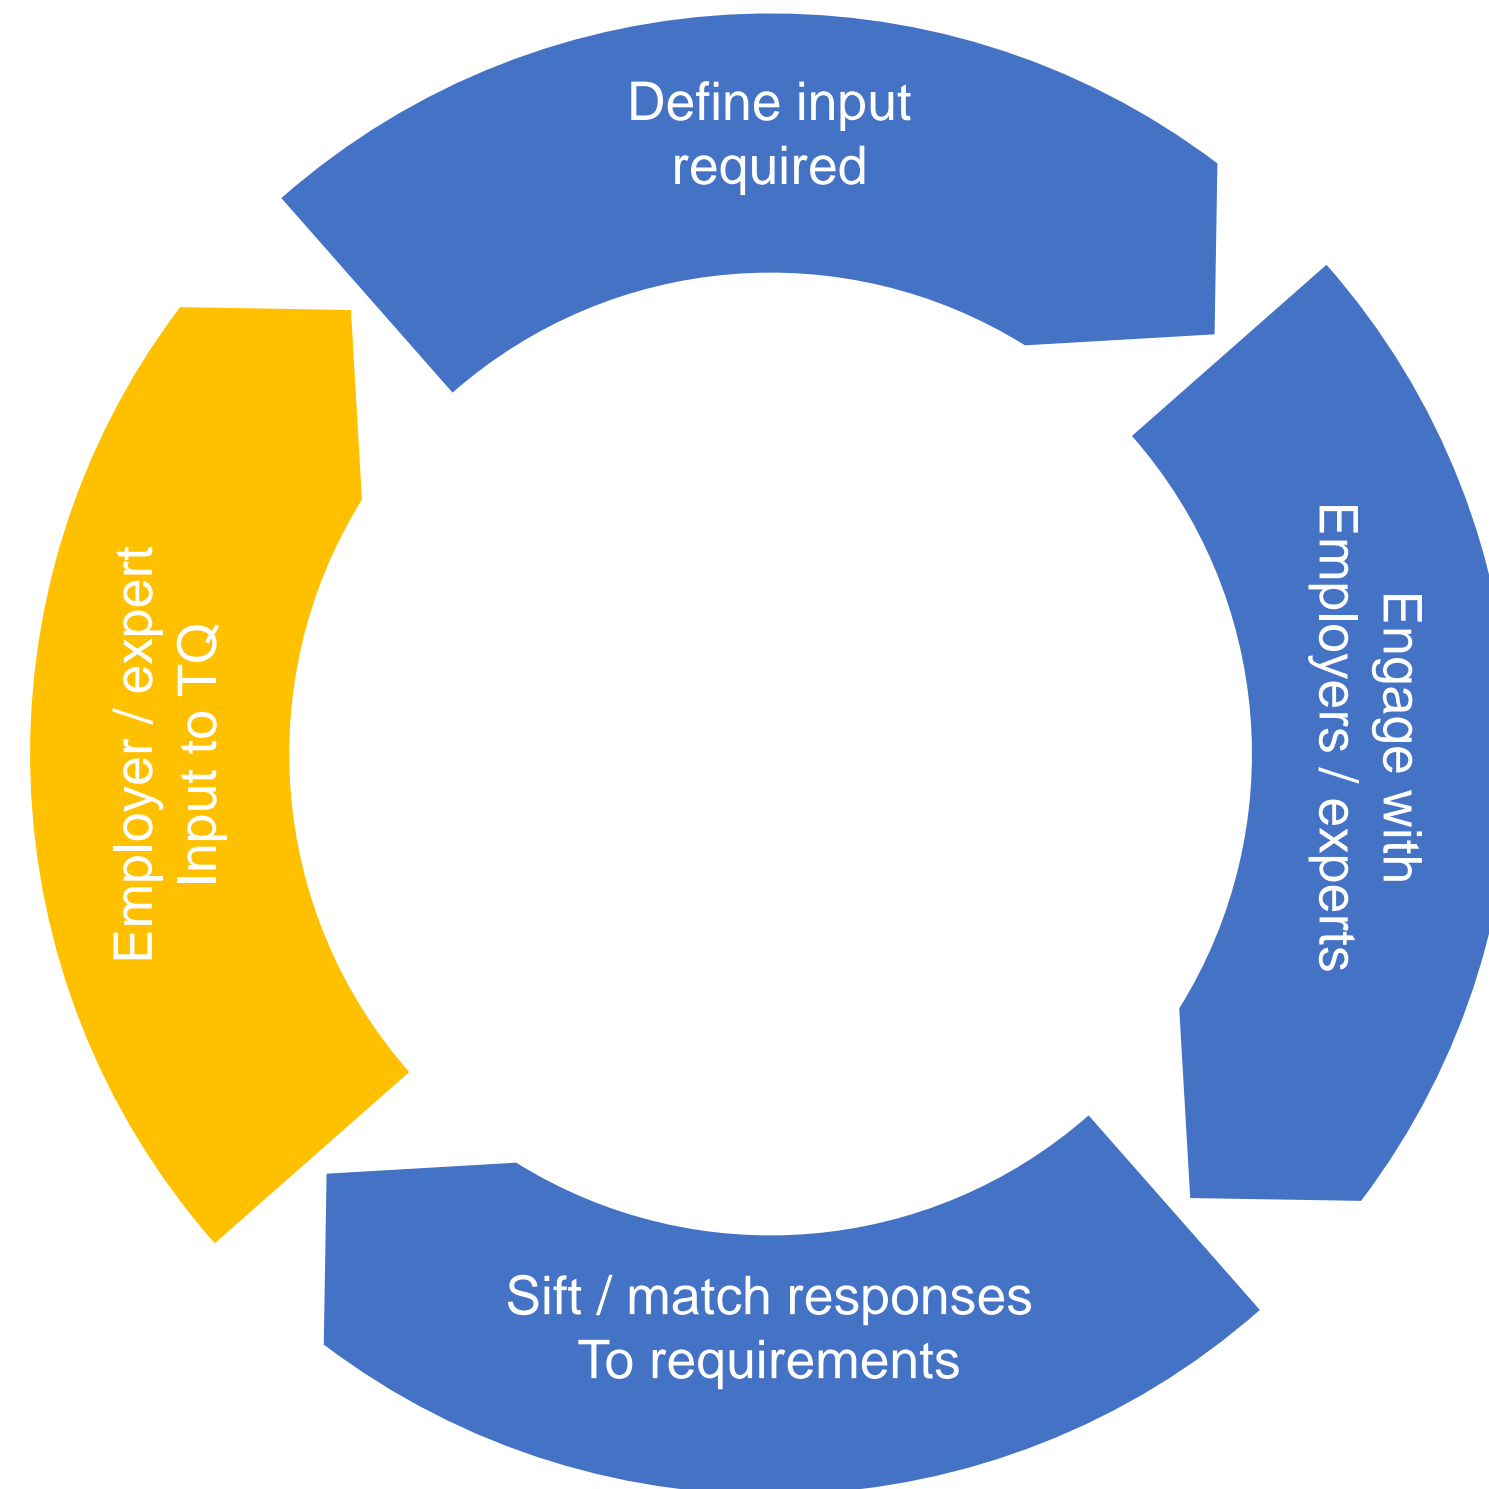 Define input
required
Engage with
Employers / experts
Sift / match responses
To requirements
Employer / expert
Input to TQ